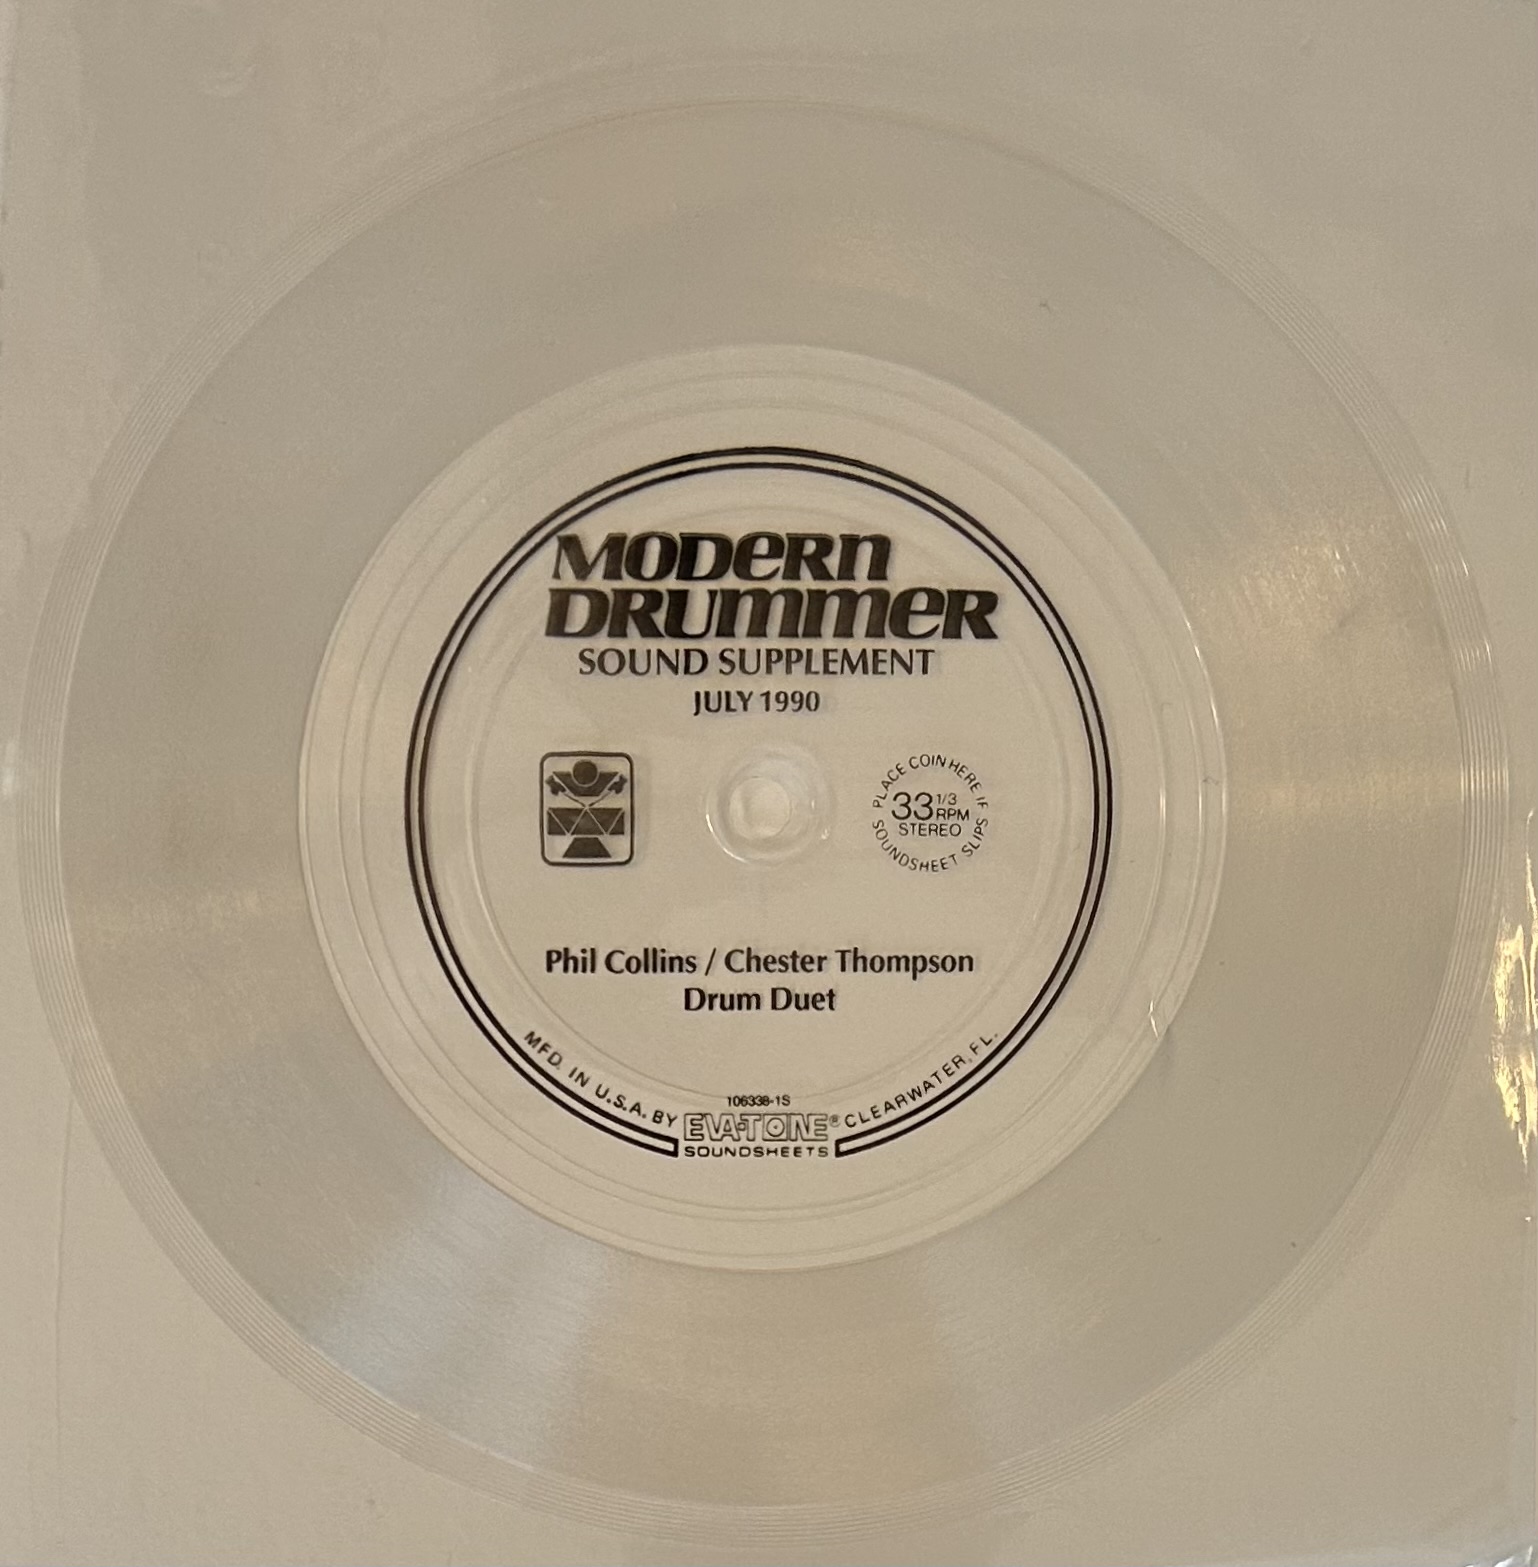 MODERN
DRUMMER
SOUND SUPPLEMENT
JULY 1990
PLACE COIN HERE IF
SOUNDSHEET SLIPS
33 1/3
RPM
STEREO
Phil Collins / Chester Thompson
Drum Duet
MFD. IN U.S.A. BY
106338-1S
EVA-TONE®
SOUNDSHEETS
CLEARWATER, FL.